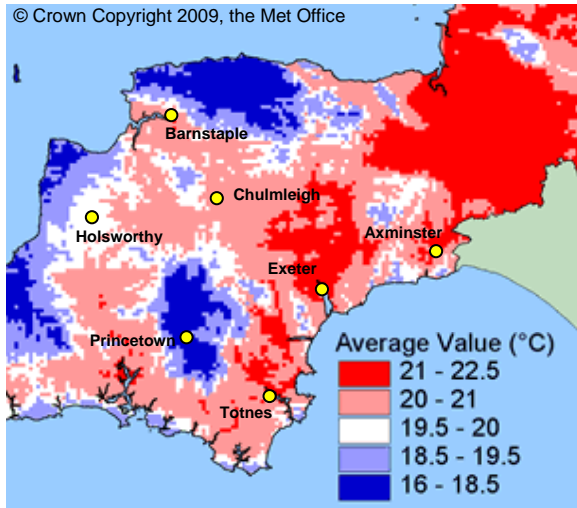 © Crown Copyright 2009, the Met Office
Barnstaple
Chulmleigh
Holsworthy
Axminster
Exeter
Princetown
Totnes
Average Value (°C)
21 - 22.5
20 - 21
19.5 - 20
18.5 - 19.5
16 - 18.5